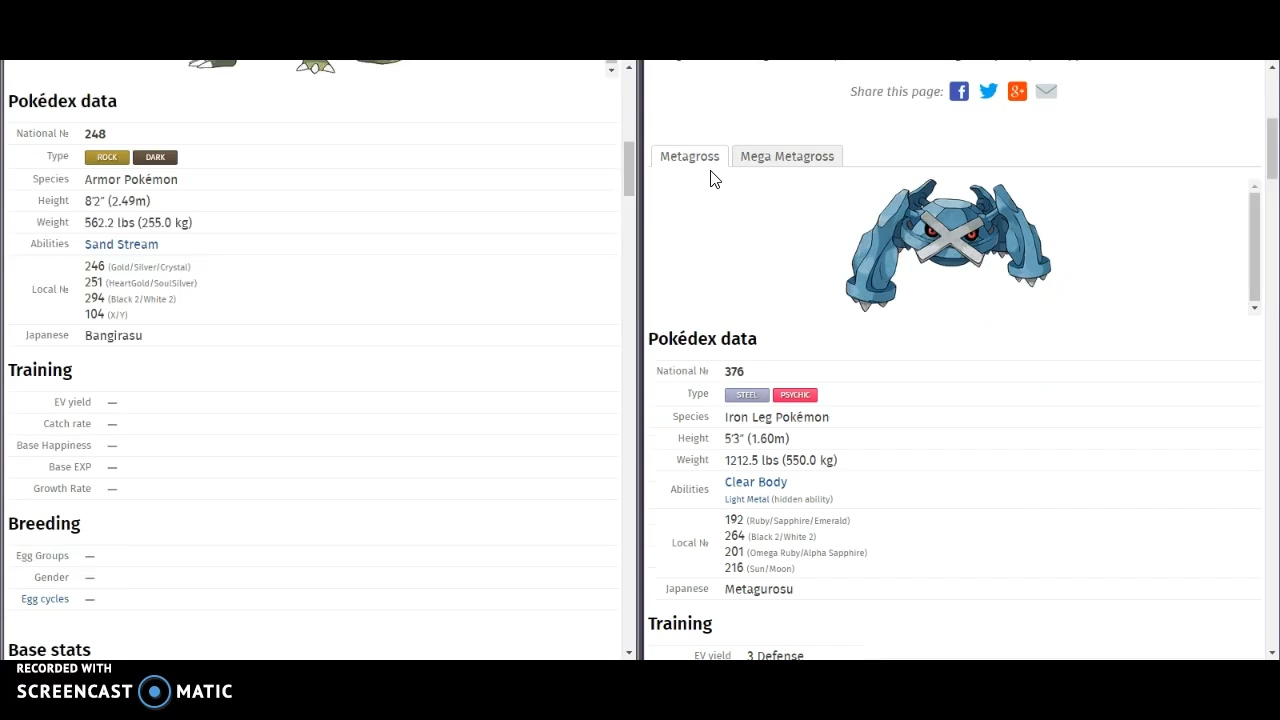 Pokédex data
National № 248
Type ROCK DARK
Species Armor Pokémon
Height 8'2" (2.49m)
Weight 562.2 lbs (255.0 kg)
Abilities Sand Stream
Local № 246 (Gold/Silver/Crystal)
251 (HeartGold/SoulSilver)
294 (Black 2/White 2)
104 (X/Y)
Japanese Bangirasu
Training
EV yield —
Catch rate —
Base Happiness —
Base EXP —
Growth Rate —
Breeding
Egg Groups —
Gender —
Egg cycles —
Base stats
Share this page:
Metagross Mega Metagross
Pokédex data
National № 376
Type STEEL PSYCHIC
Species Iron Leg Pokémon
Height 5'3" (1.60m)
Weight 1212.5 lbs (550.0 kg)
Abilities Clear Body
Light Metal (hidden ability)
Local № 192 (Ruby/Sapphire/Emerald)
264 (Black 2/White 2)
201 (Omega Ruby/Alpha Sapphire)
216 (Sun/Moon)
Japanese Metagurosu
Training
EV yield 3 Defense
RECORDED WITH
SCREENCAST MATIC